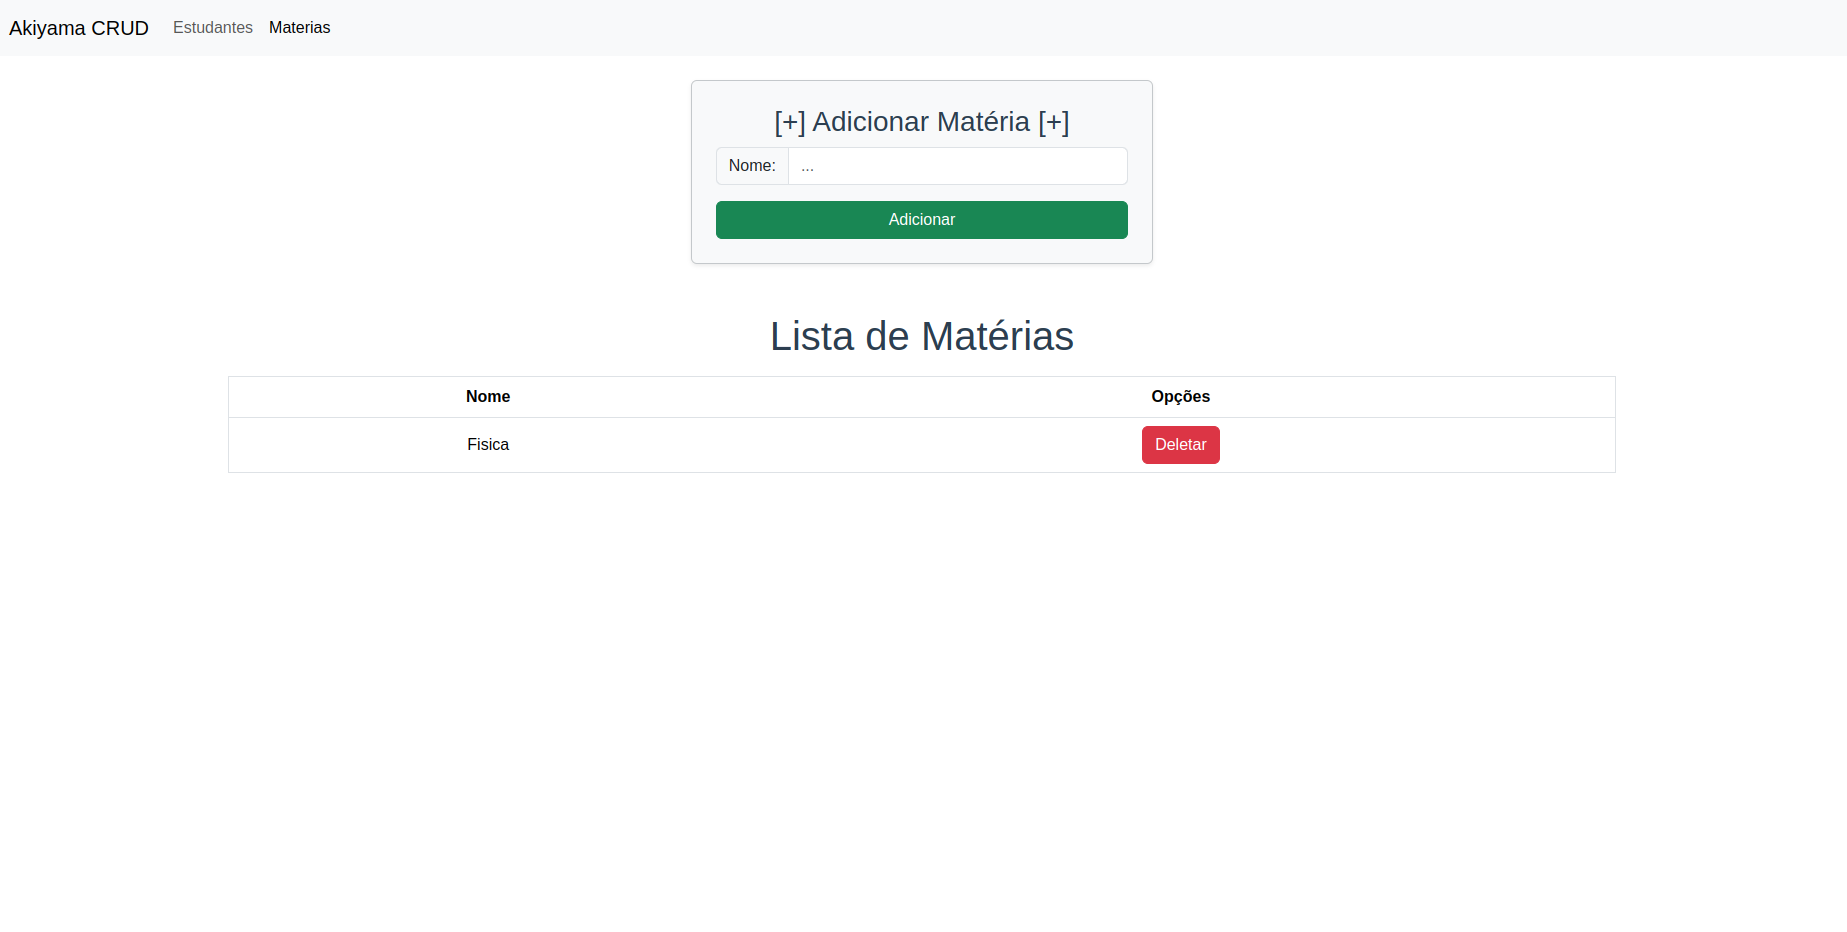 Akiyama CRUD Estudantes Materias
[+] Adicionar Matéria [+]
Nome: ...
Adicionar
Lista de Matérias
Nome Opções
Fisica Deletar